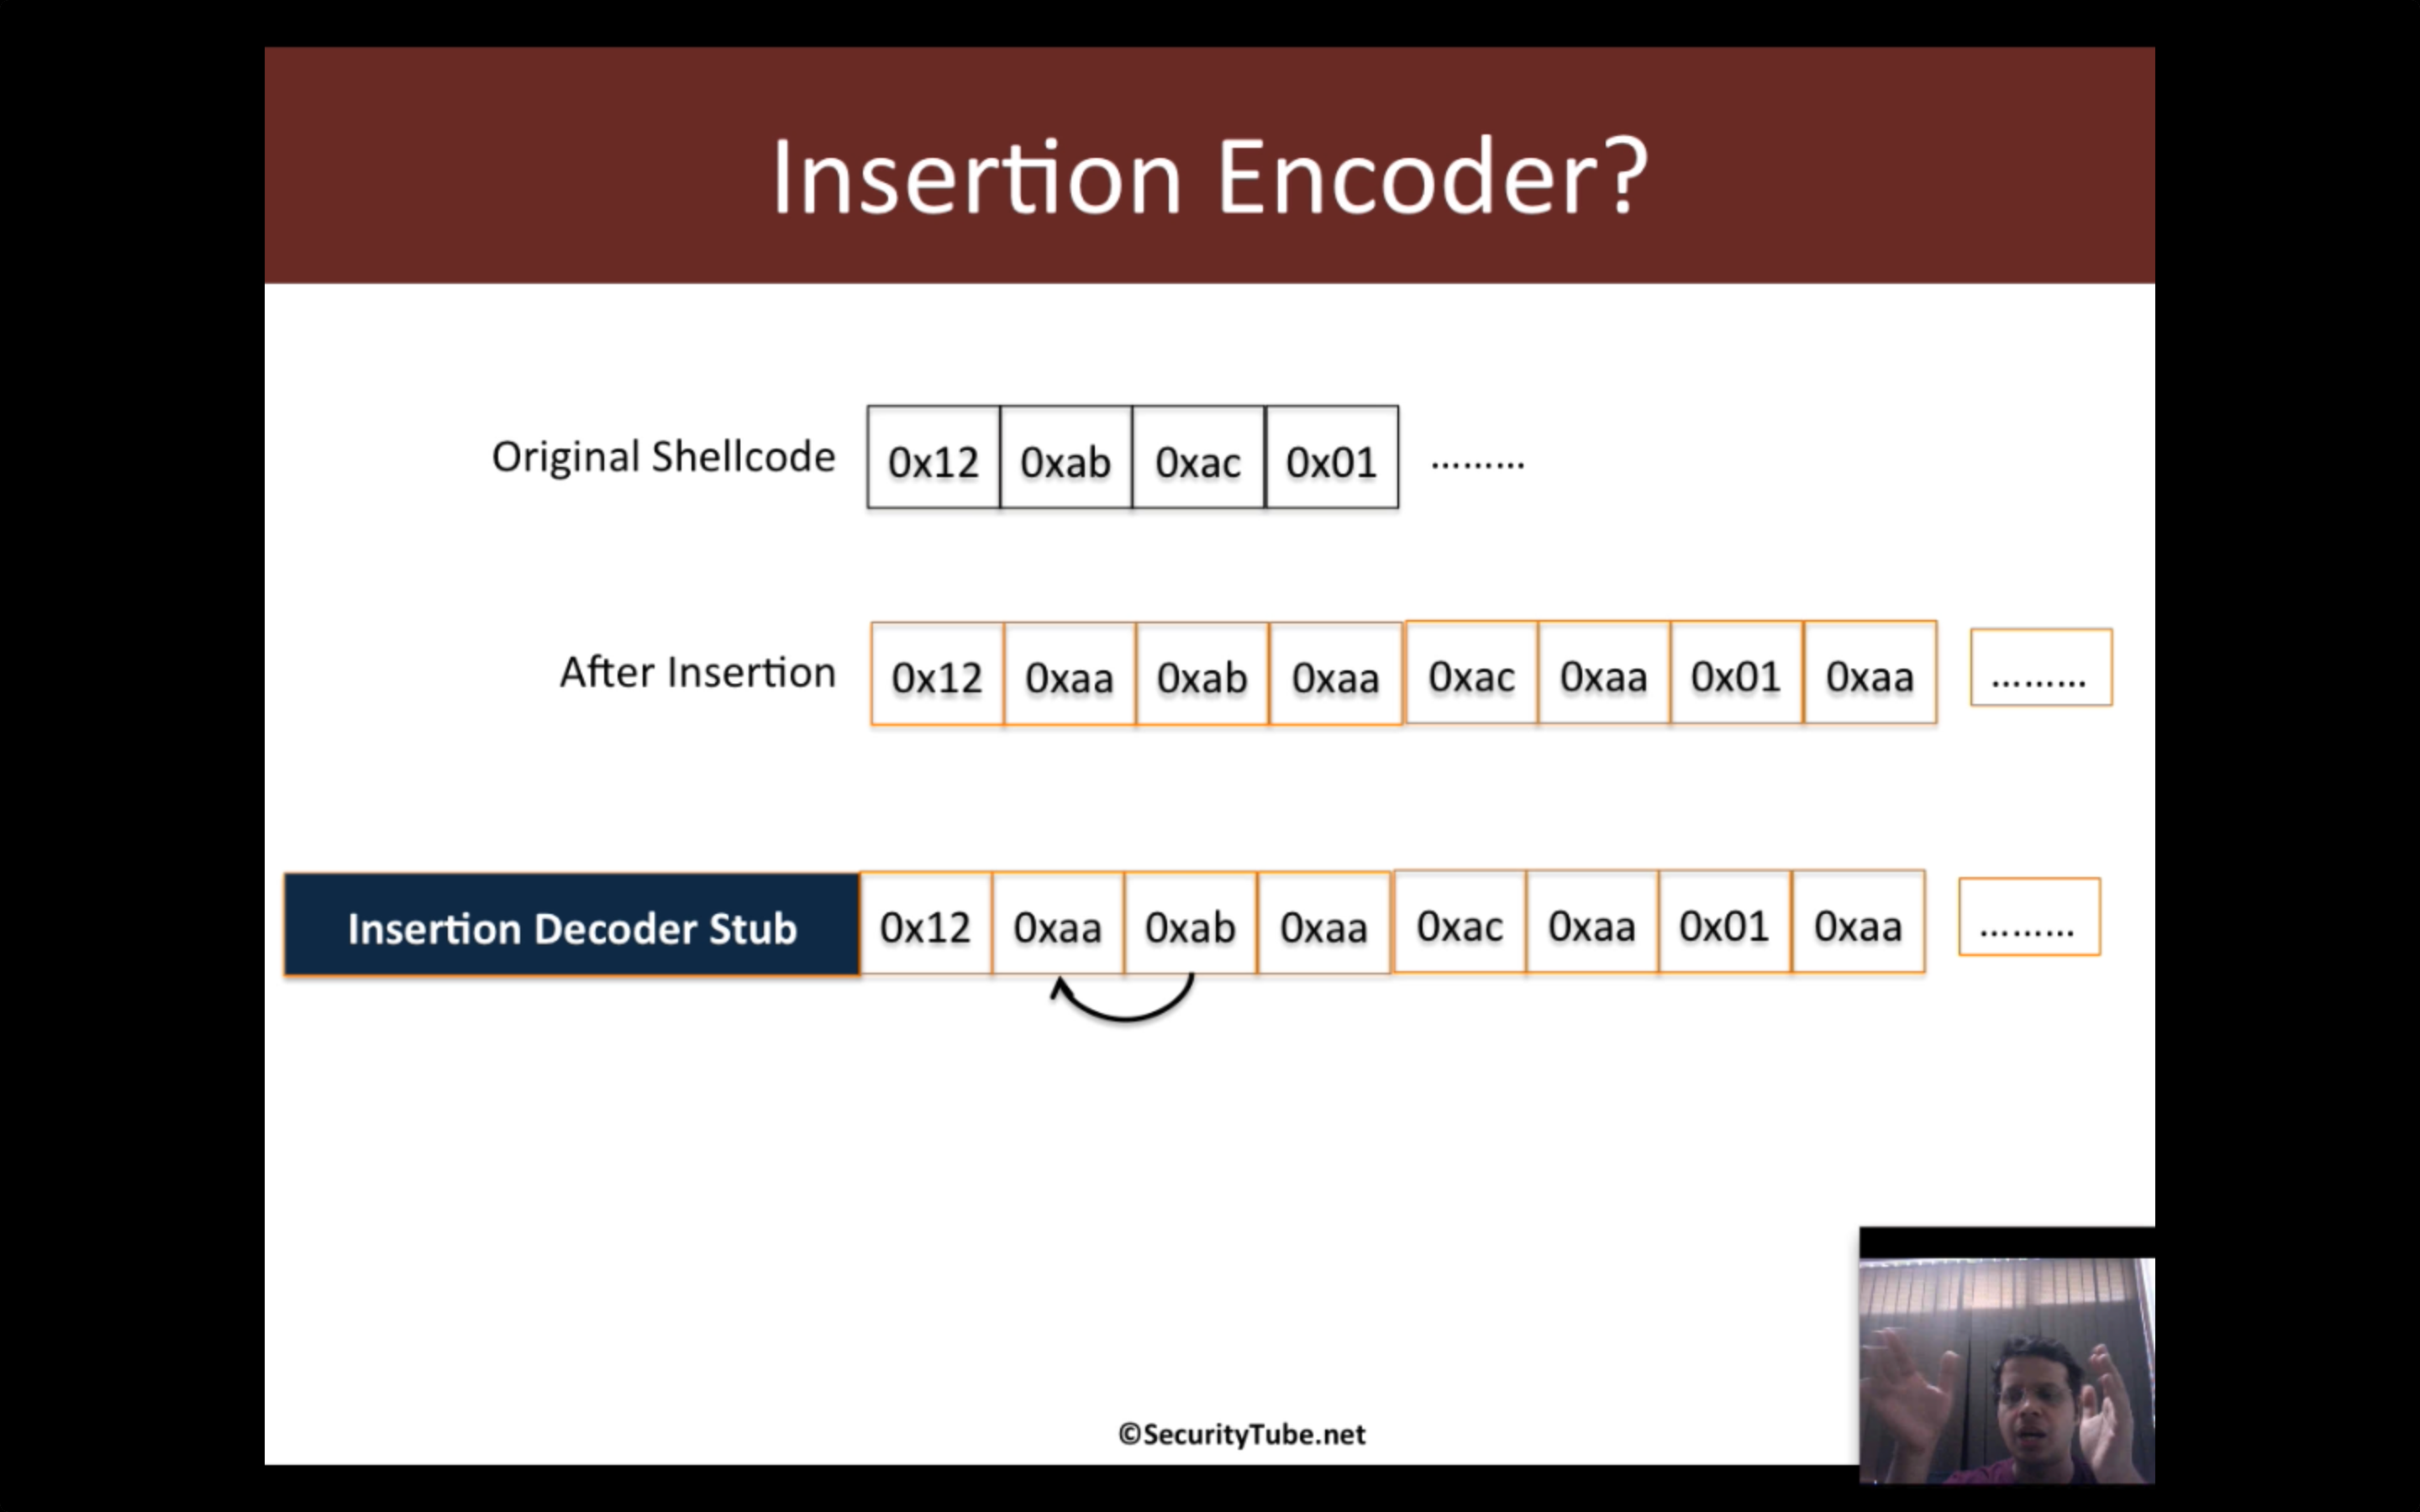 Insertion Encoder?
Original Shellcode 0x12 0xab 0xac 0x01 .........
After Insertion 0x12 0xaa 0xab 0xaa 0xac 0xaa 0x01 0xaa .........
Insertion Decoder Stub 0x12 0xaa 0xab 0xaa 0xac 0xaa 0x01 0xaa .........
©SecurityTube.net